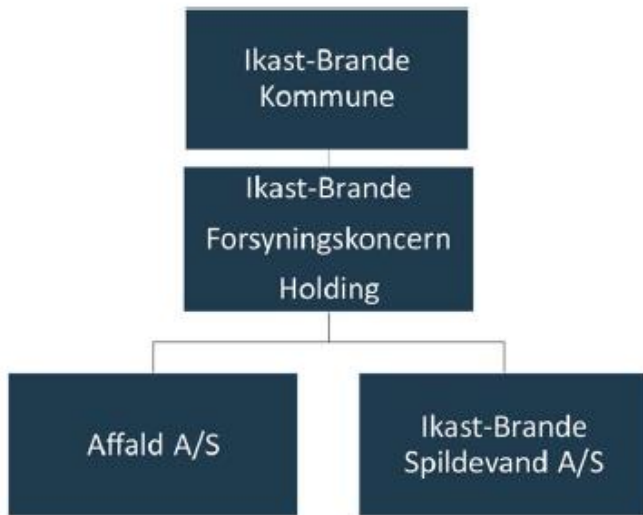 Ikast-Brande
Kommune
Ikast-Brande
Forsyningskoncern
Holding
Affald A/S
Ikast-Brande
Spildevand A/S